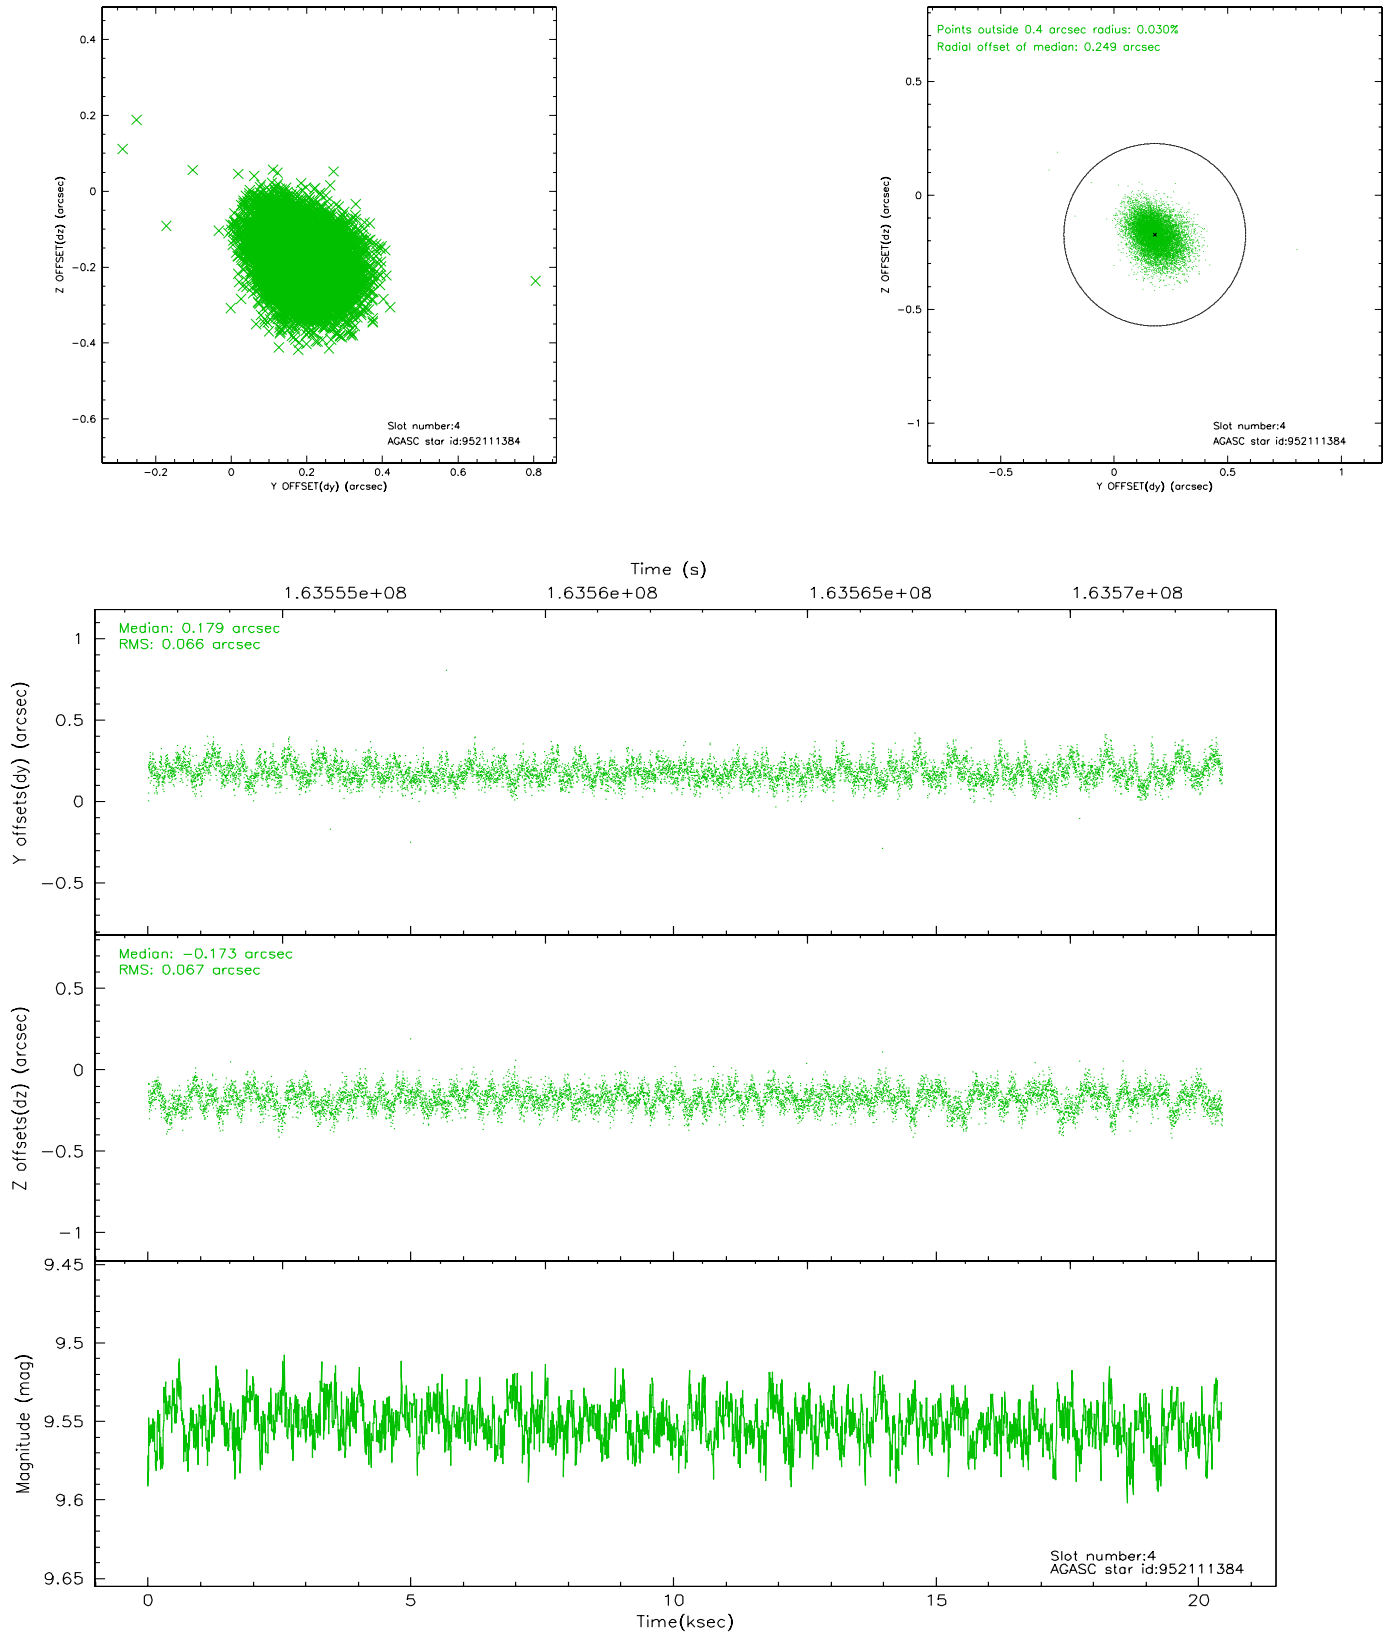 0.4
0.2
0
−0.2
−0.4
−0.6
Z OFFSET(dz) (arcsec)
Slot number:4
AGASC star id:952111384
−0.2
0
0.2
0.4
0.6
0.8
Y OFFSET(dy) (arcsec)
Points outside 0.4 arcsec radius: 0.030%
Radial offset of median: 0.249 arcsec
0.5
0
−0.5
−1
Z OFFSET(dz) (arcsec)
Slot number:4
AGASC star id:952111384
−0.5
0
0.5
1
Y OFFSET(dy) (arcsec)
Time (s)
1.63555e+08
1.6356e+08
1.63565e+08
1.6357e+08
Median: 0.179 arcsec
RMS: 0.066 arcsec
1
0.5
0
−0.5
Y offsets(dy) (arcsec)
Median: −0.173 arcsec
RMS: 0.067 arcsec
0.5
0
−0.5
−1
Z offsets(dz) (arcsec)
9.45
9.5
9.55
9.6
9.65
Magnitude (mag)
Slot number:4
AGASC star id:952111384
0
5
10
15
20
Time(ksec)